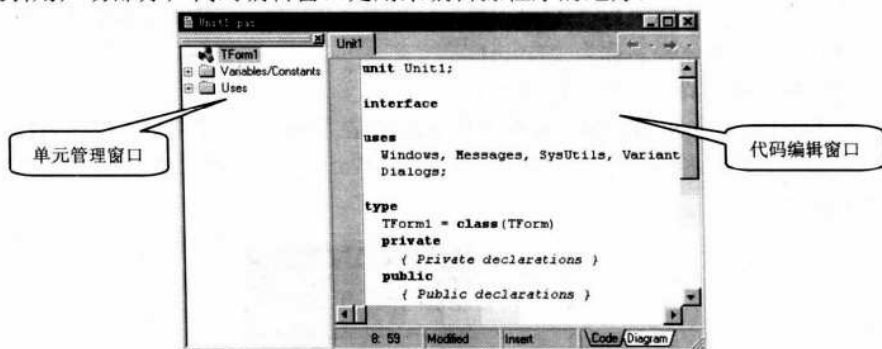 Unit1.pas
TForm1
Variables/Constants
Uses
单元管理窗口
Unit1
unit Unit1;
interface
uses
Windows, Messages, SysUtils, Variant
Dialogs;
type
TForm1 = class(TForm)
private
{ Private declarations }
public
{ Public declarations }
8: 59 Modified Insert Code Diagram
代码编辑窗口